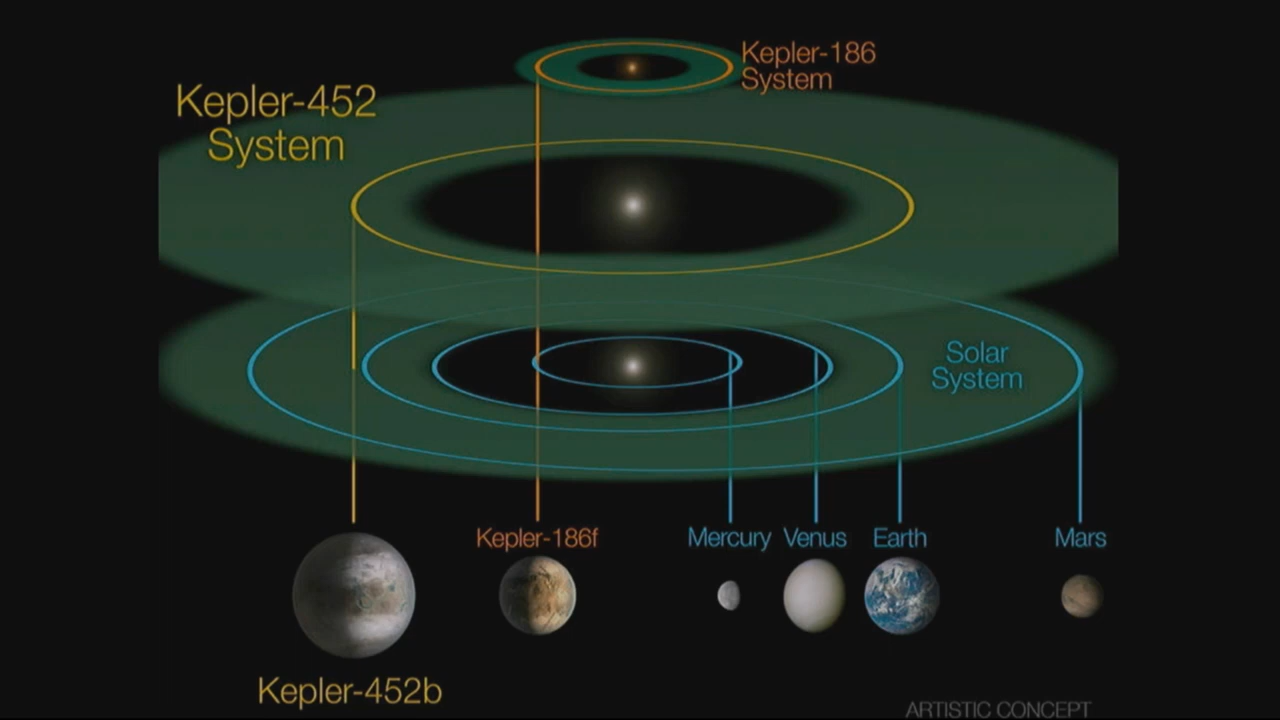 Kepler-186
System
Kepler-452
System
Solar
System
Kepler-186f
Mercury
Venus
Earth
Mars
Kepler-452b
ARTISTIC CONCEPT